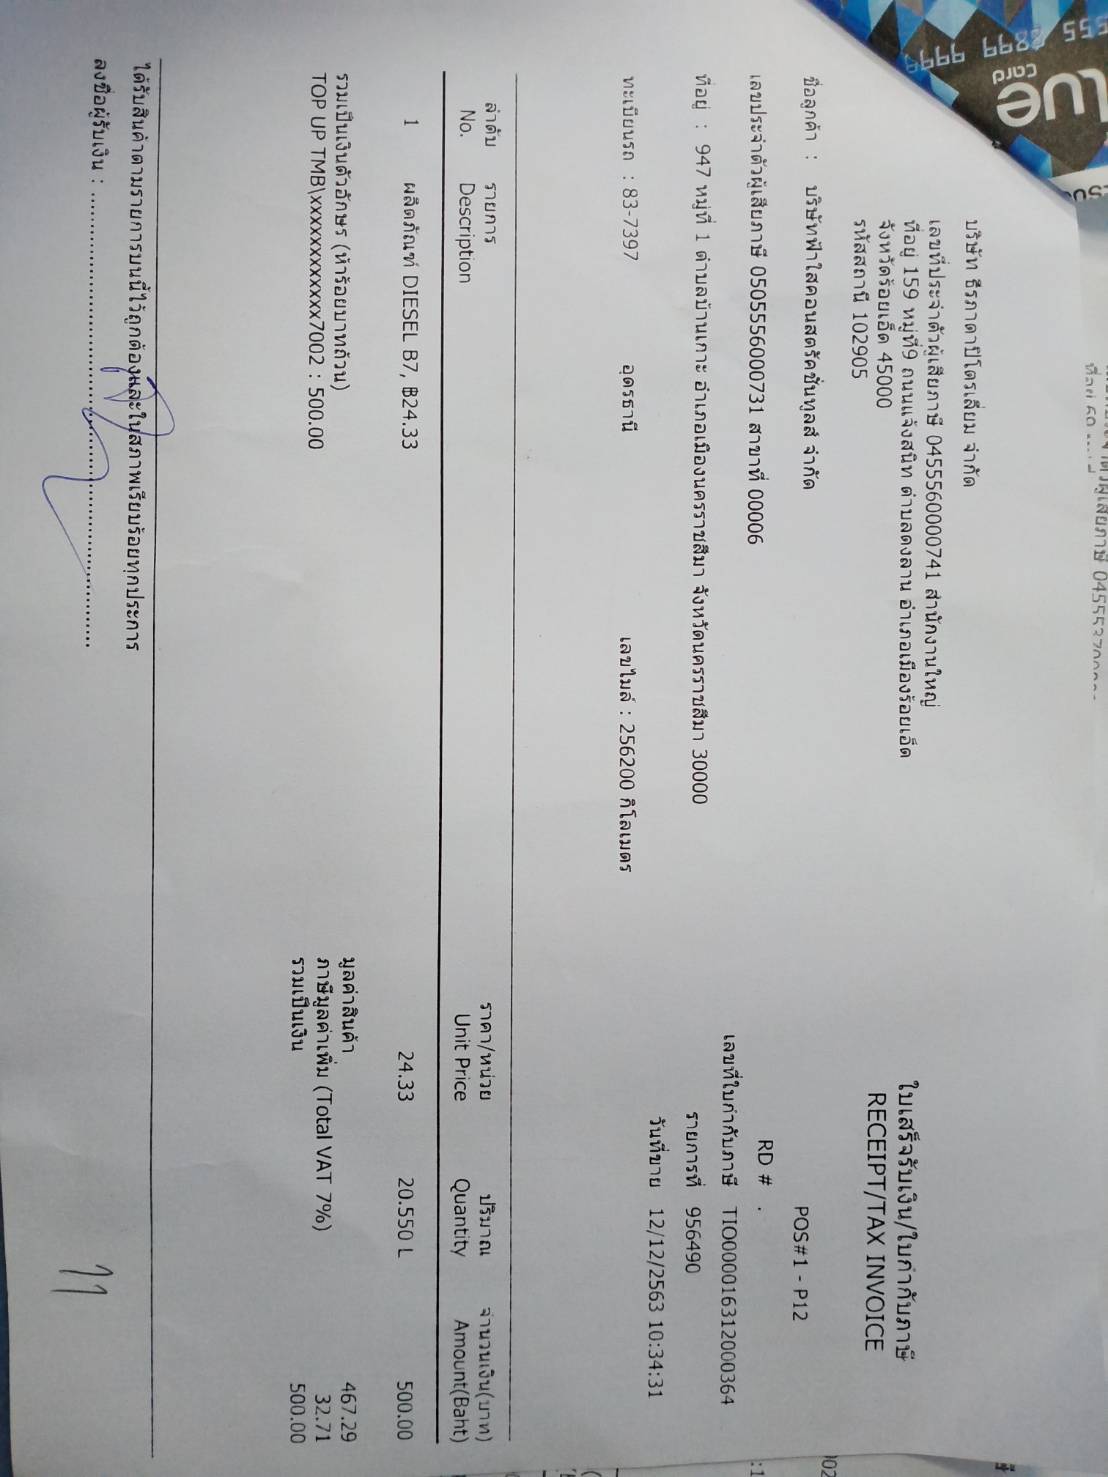 lue
card
555 8899 9999
ที่อยู่ 69
บริษัท ธีรภาดาปิโตรเลี่ยม จำกัด
เลขที่ประจำตัวผู้เสียภาษี 0455560000741 สำนักงานใหญ่
ที่อยู่ 159 หมู่ที่9 ถนนแจ้งสนิท ตำบลดงลาน อำเภอเมืองร้อยเอ็ด
จังหวัดร้อยเอ็ด 45000
รหัสสถานี 102905
ใบเสร็จรับเงิน/ใบกำกับภาษี
RECEIPT/TAX INVOICE
ชื่อลูกค้า : บริษัทฟ้าใสคอนสตรัคชั่นทูลส์ จำกัด
POS#1 - P12
RD # .
เลขประจำตัวผู้เสียภาษี 0505556000731 สาขาที่ 00006
เลขที่ใบกำกับภาษี TIO000016312000364
ที่อยู่ : 947 หมู่ที่ 1 ตำบลบ้านเกาะ อำเภอเมืองนครราชสีมา จังหวัดนครราชสีมา 30000
รายการที่ 956490
วันที่ขาย 12/12/2563 10:34:31
ทะเบียนรถ : 83-7397 อุดรธานี เลขไมล์ : 256200 กิโลเมตร
ลำดับ รายการ ราคา/หน่วย ปริมาณ จำนวนเงิน(บาท)
No. Description Unit Price Quantity Amount(Baht)
1 ผลิตภัณฑ์ DIESEL B7, ฿24.33 24.33 20.550 L 500.00
รวมเป็นเงินตัวอักษร (ห้าร้อยบาทถ้วน) มูลค่าสินค้า 467.29
TOP UP TMB\xxxxxxxxxxxx7002 : 500.00 ภาษีมูลค่าเพิ่ม (Total VAT 7%) 32.71
รวมเป็นเงิน 500.00
ได้รับสินค้าตามรายการบนนี้ไว้ถูกต้องและในสภาพเรียบร้อยทุกประการ
ลงชื่อผู้รับเงิน : ........................................................................
11